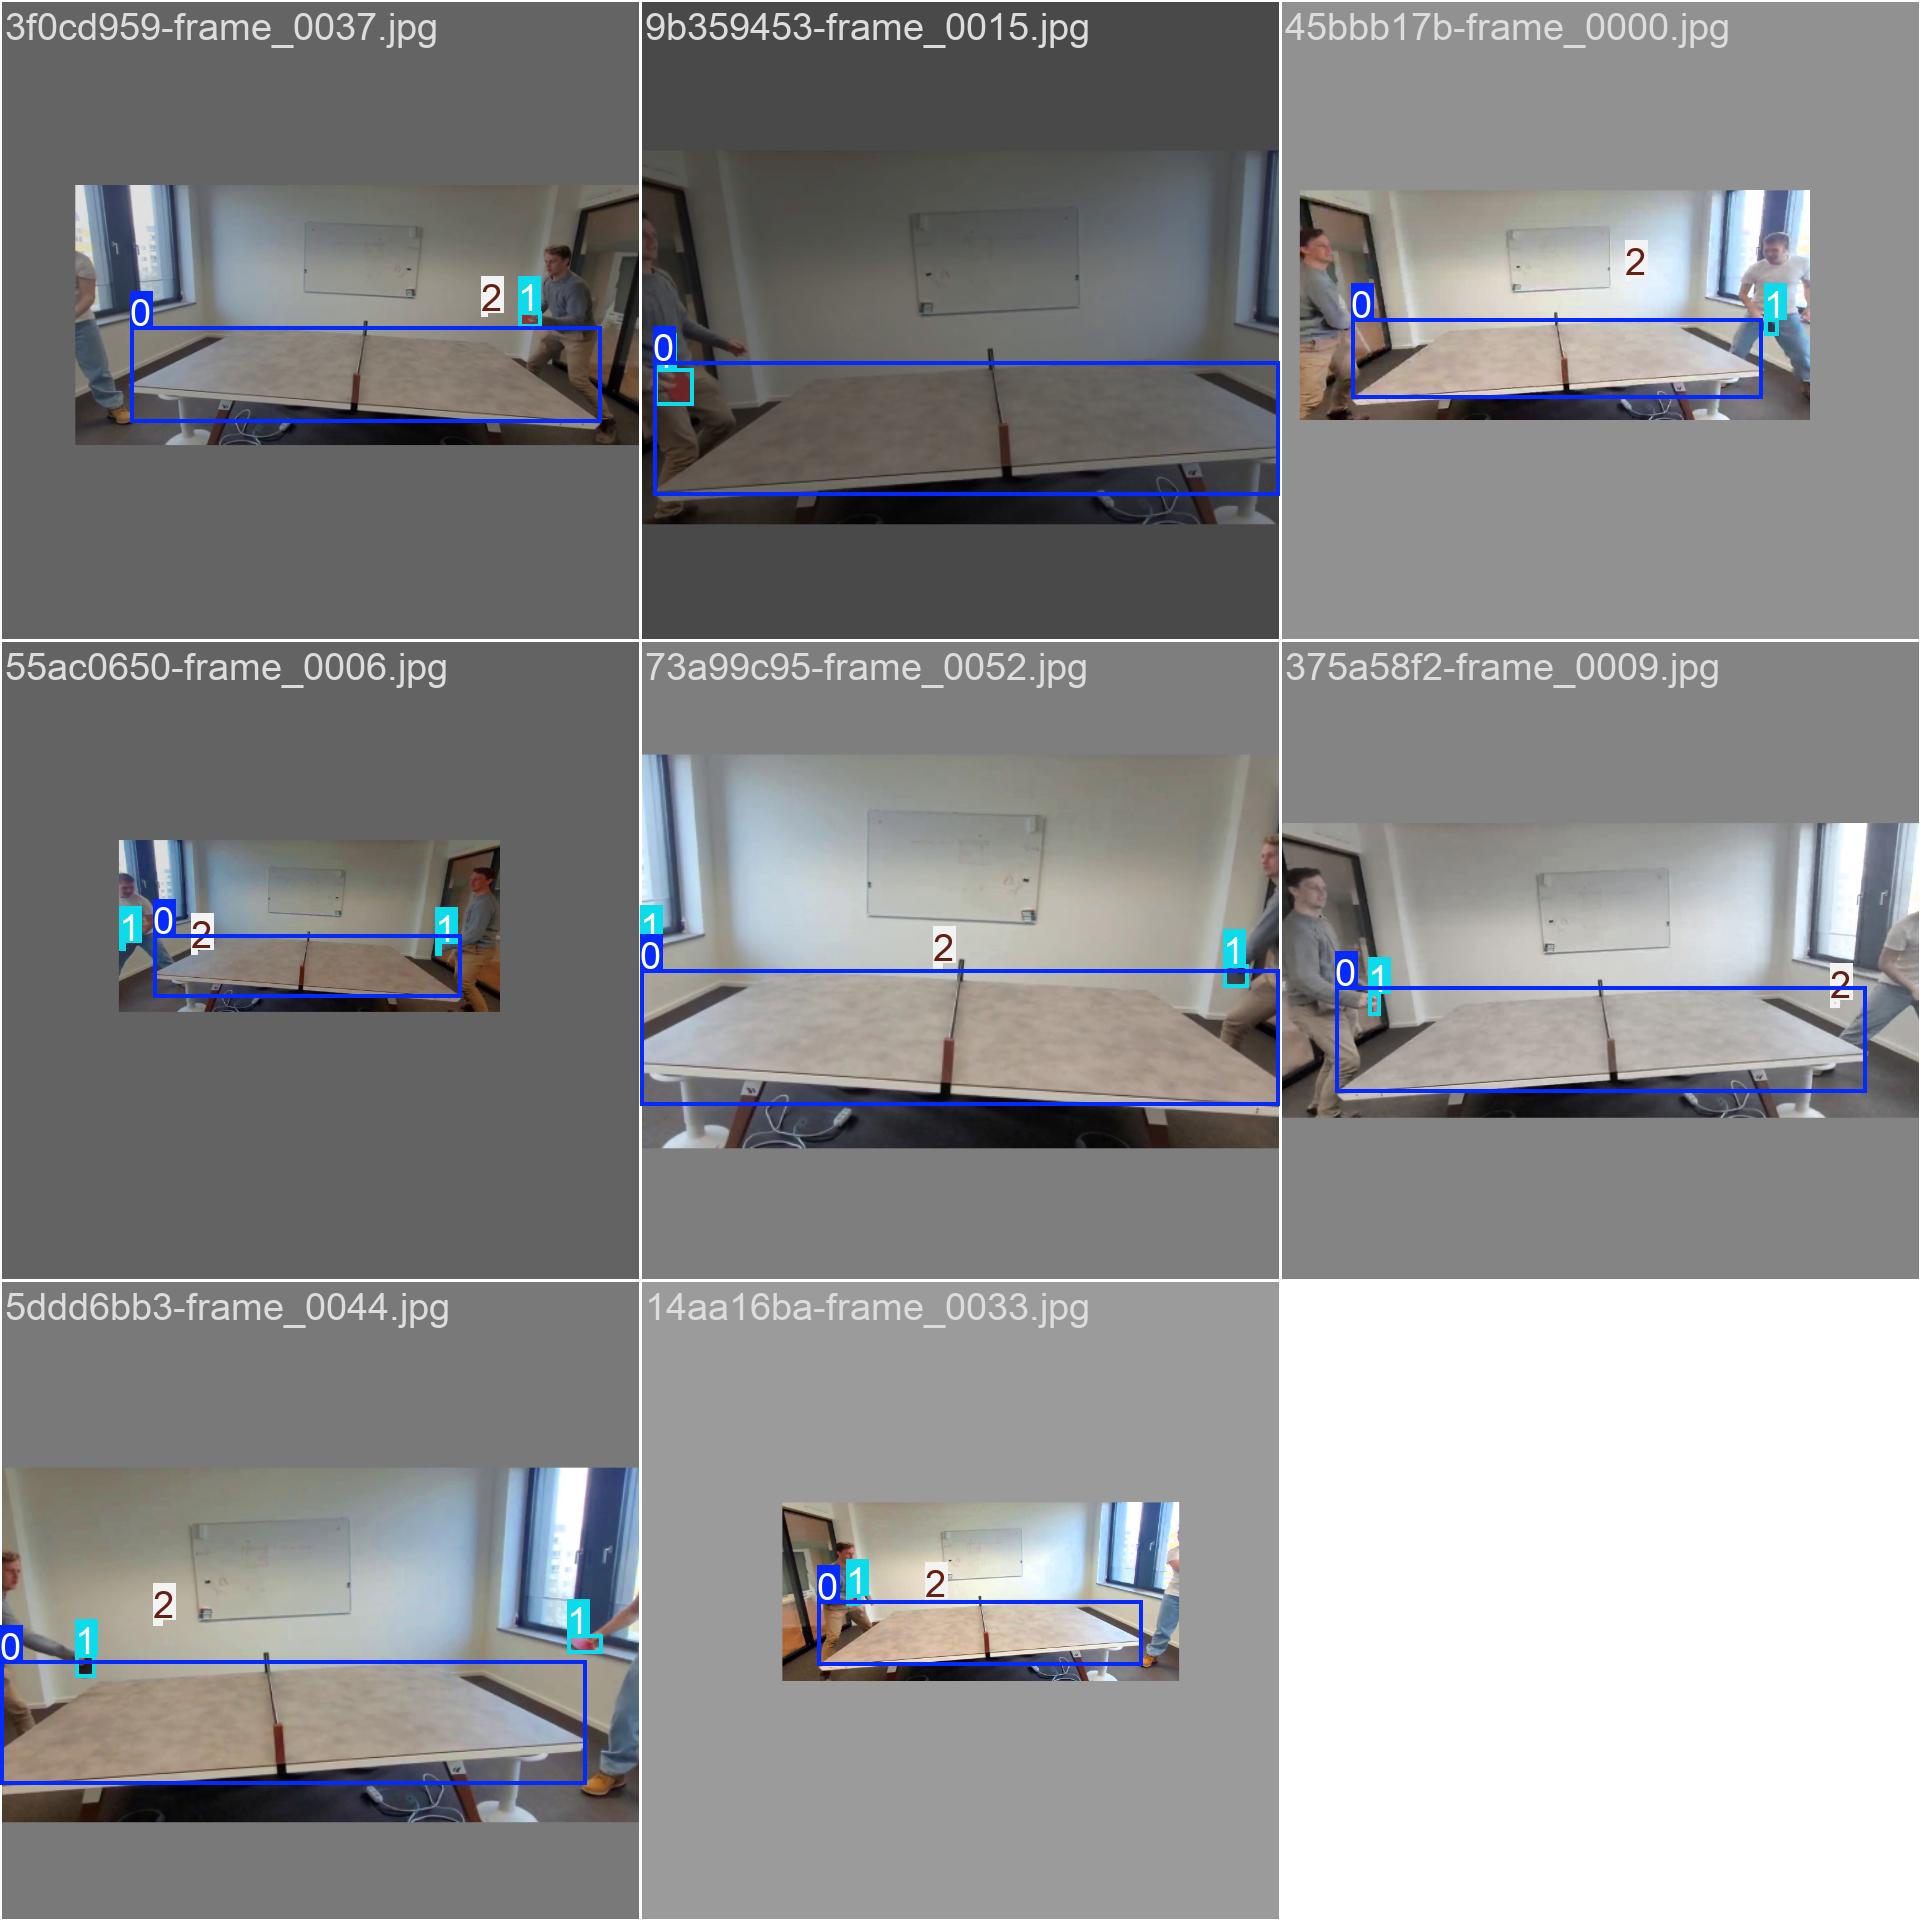 3f0cd959-frame_0037.jpg
2 1
0
9b359453-frame_0015.jpg
0
45bbb17b-frame_0000.jpg
2
0 1
55ac0650-frame_0006.jpg
1 0 2 1
73a99c95-frame_0052.jpg
1
0 2 1
375a58f2-frame_0009.jpg
0 1 2
5ddd6bb3-frame_0044.jpg
2
0 1 1
14aa16ba-frame_0033.jpg
0 1 2